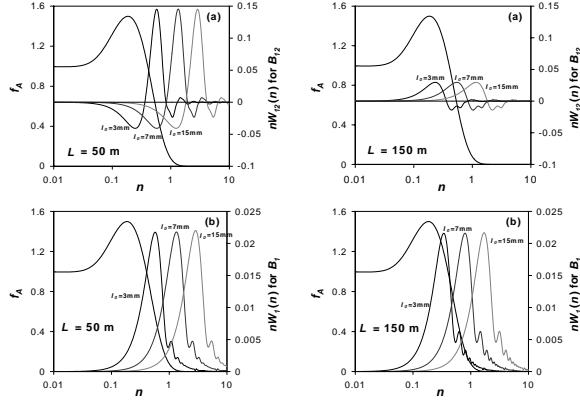 (a)
1.6
1.2
0.8
0.4
0
0.15
0.1
0.05
0
-0.05
-0.1
f_A
nW_12(n) for B_12
l_o=3mm
l_o=7mm
l_o=15mm
L = 50 m
0.01 0.1 1 10
n
(a)
1.6
1.2
0.8
0.4
0
0.15
0.1
0.05
0
-0.05
-0.1
f_A
nW_12(n) for B_12
l_o=3mm
l_o=7mm
l_o=15mm
L = 150 m
0.01 0.1 1 10
n
(b)
1.6
1.2
0.8
0.4
0
0.025
0.02
0.015
0.01
0.005
0
f_A
nW_1(n) for B_1
l_o=7mm
l_o=15mm
l_o=3mm
L = 50 m
0.01 0.1 1 10
n
(b)
1.6
1.2
0.8
0.4
0
0.025
0.02
0.015
0.01
0.005
0
f_A
nW_1(n) for B_1
l_o=7mm
l_o=15mm
l_o=3mm
L = 150 m
0.01 0.1 1 10
n